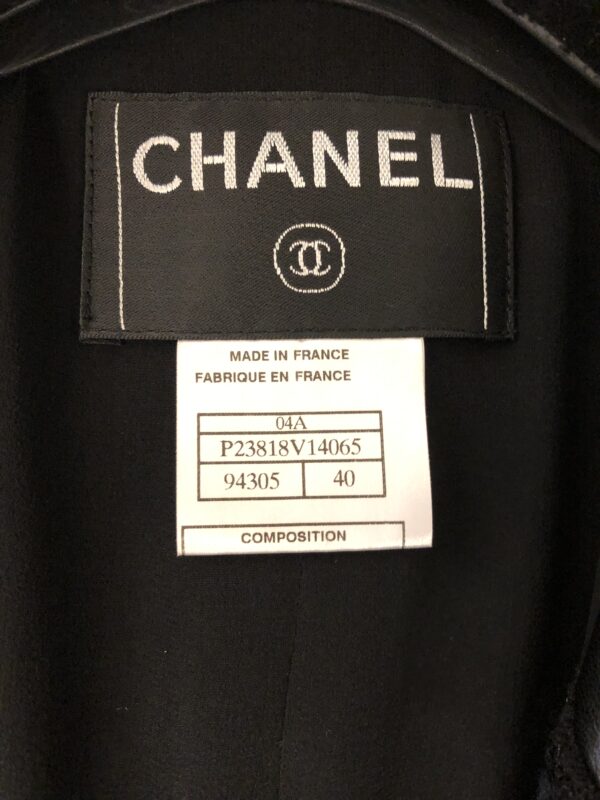 CHANEL
MADE IN FRANCE
FABRIQUE EN FRANCE
04A
P23818V14065
94305 40
COMPOSITION